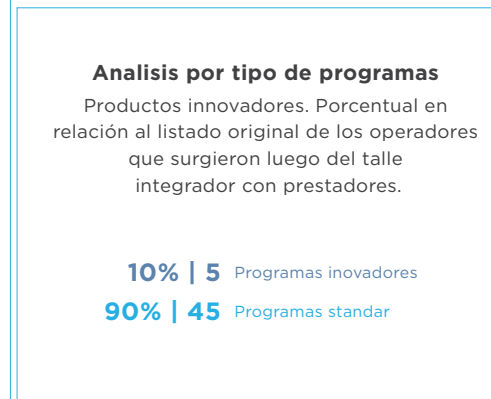 Analisis por tipo de programas
Productos innovadores. Porcentual en
relación al listado original de los operadores
que surgieron luego del talle
integrador con prestadores.
10% | 5 Programas inovadores
90% | 45 Programas standar